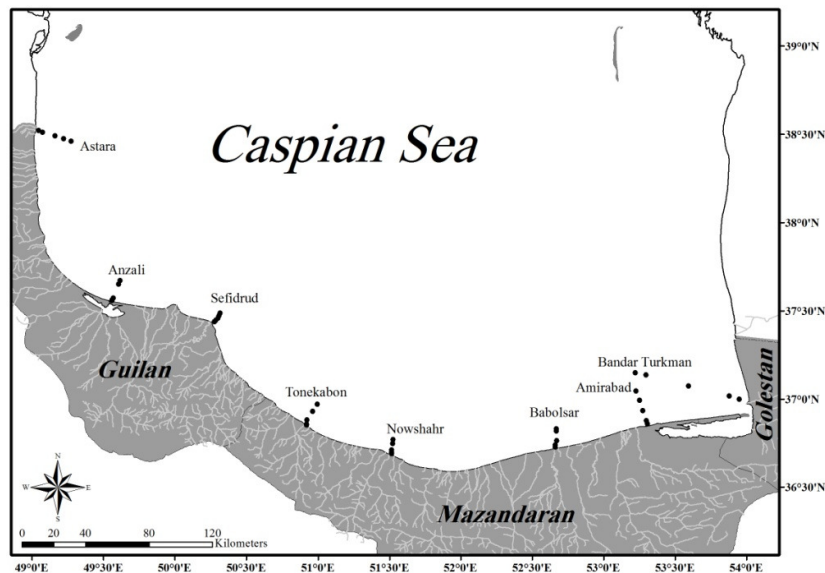 39°0'N
Caspian Sea
Astara
38°30'N
38°0'N
Anzali
Sefidrud
37°30'N
Guilan
Bandar Turkman
Tonekabon
Amirabad
37°0'N
Golestan
Nowshahr
Babolsar
36°30'N
N
W E
S
Mazandaran
0 20 40 80 120
Kilometers
49°0'E 49°30'E 50°0'E 50°30'E 51°0'E 51°30'E 52°0'E 52°30'E 53°0'E 53°30'E 54°0'E